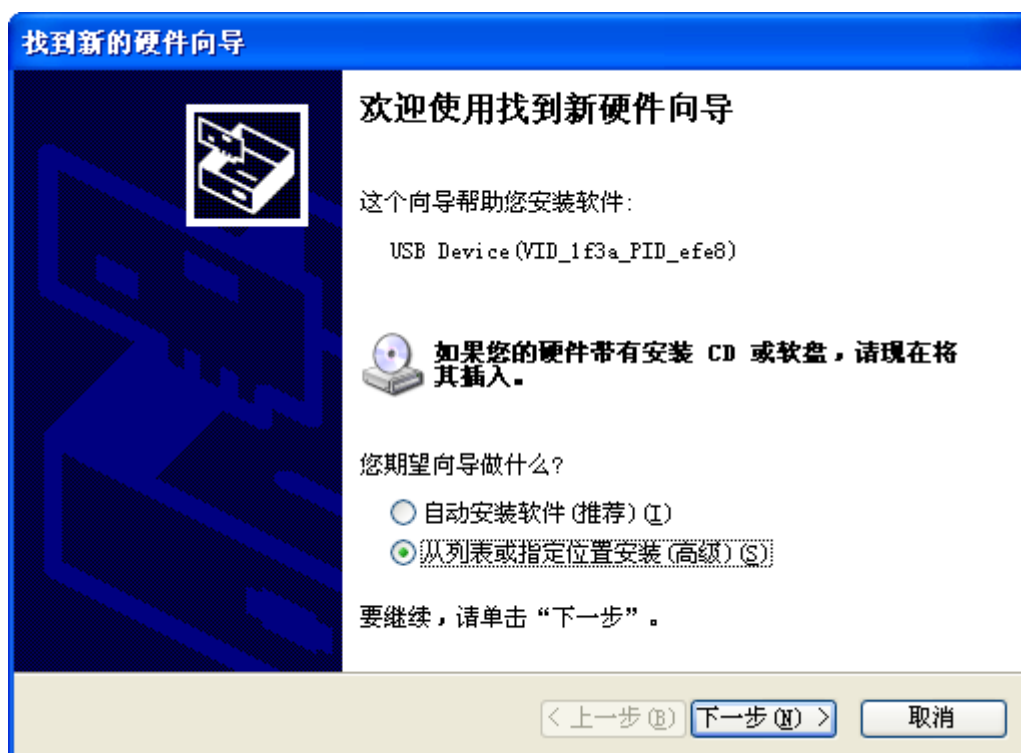 找到新的硬件向导
欢迎使用找到新硬件向导
这个向导帮助您安装软件:
USB Device(VID_1f3a_PID_efe8)
如果您的硬件带有安装 CD 或软盘，请现在将
其插入。
您期望向导做什么?
自动安装软件(推荐)(I)
从列表或指定位置安装(高级)(S)
要继续，请单击“下一步”。
< 上一步(B) 下一步(N) > 取消